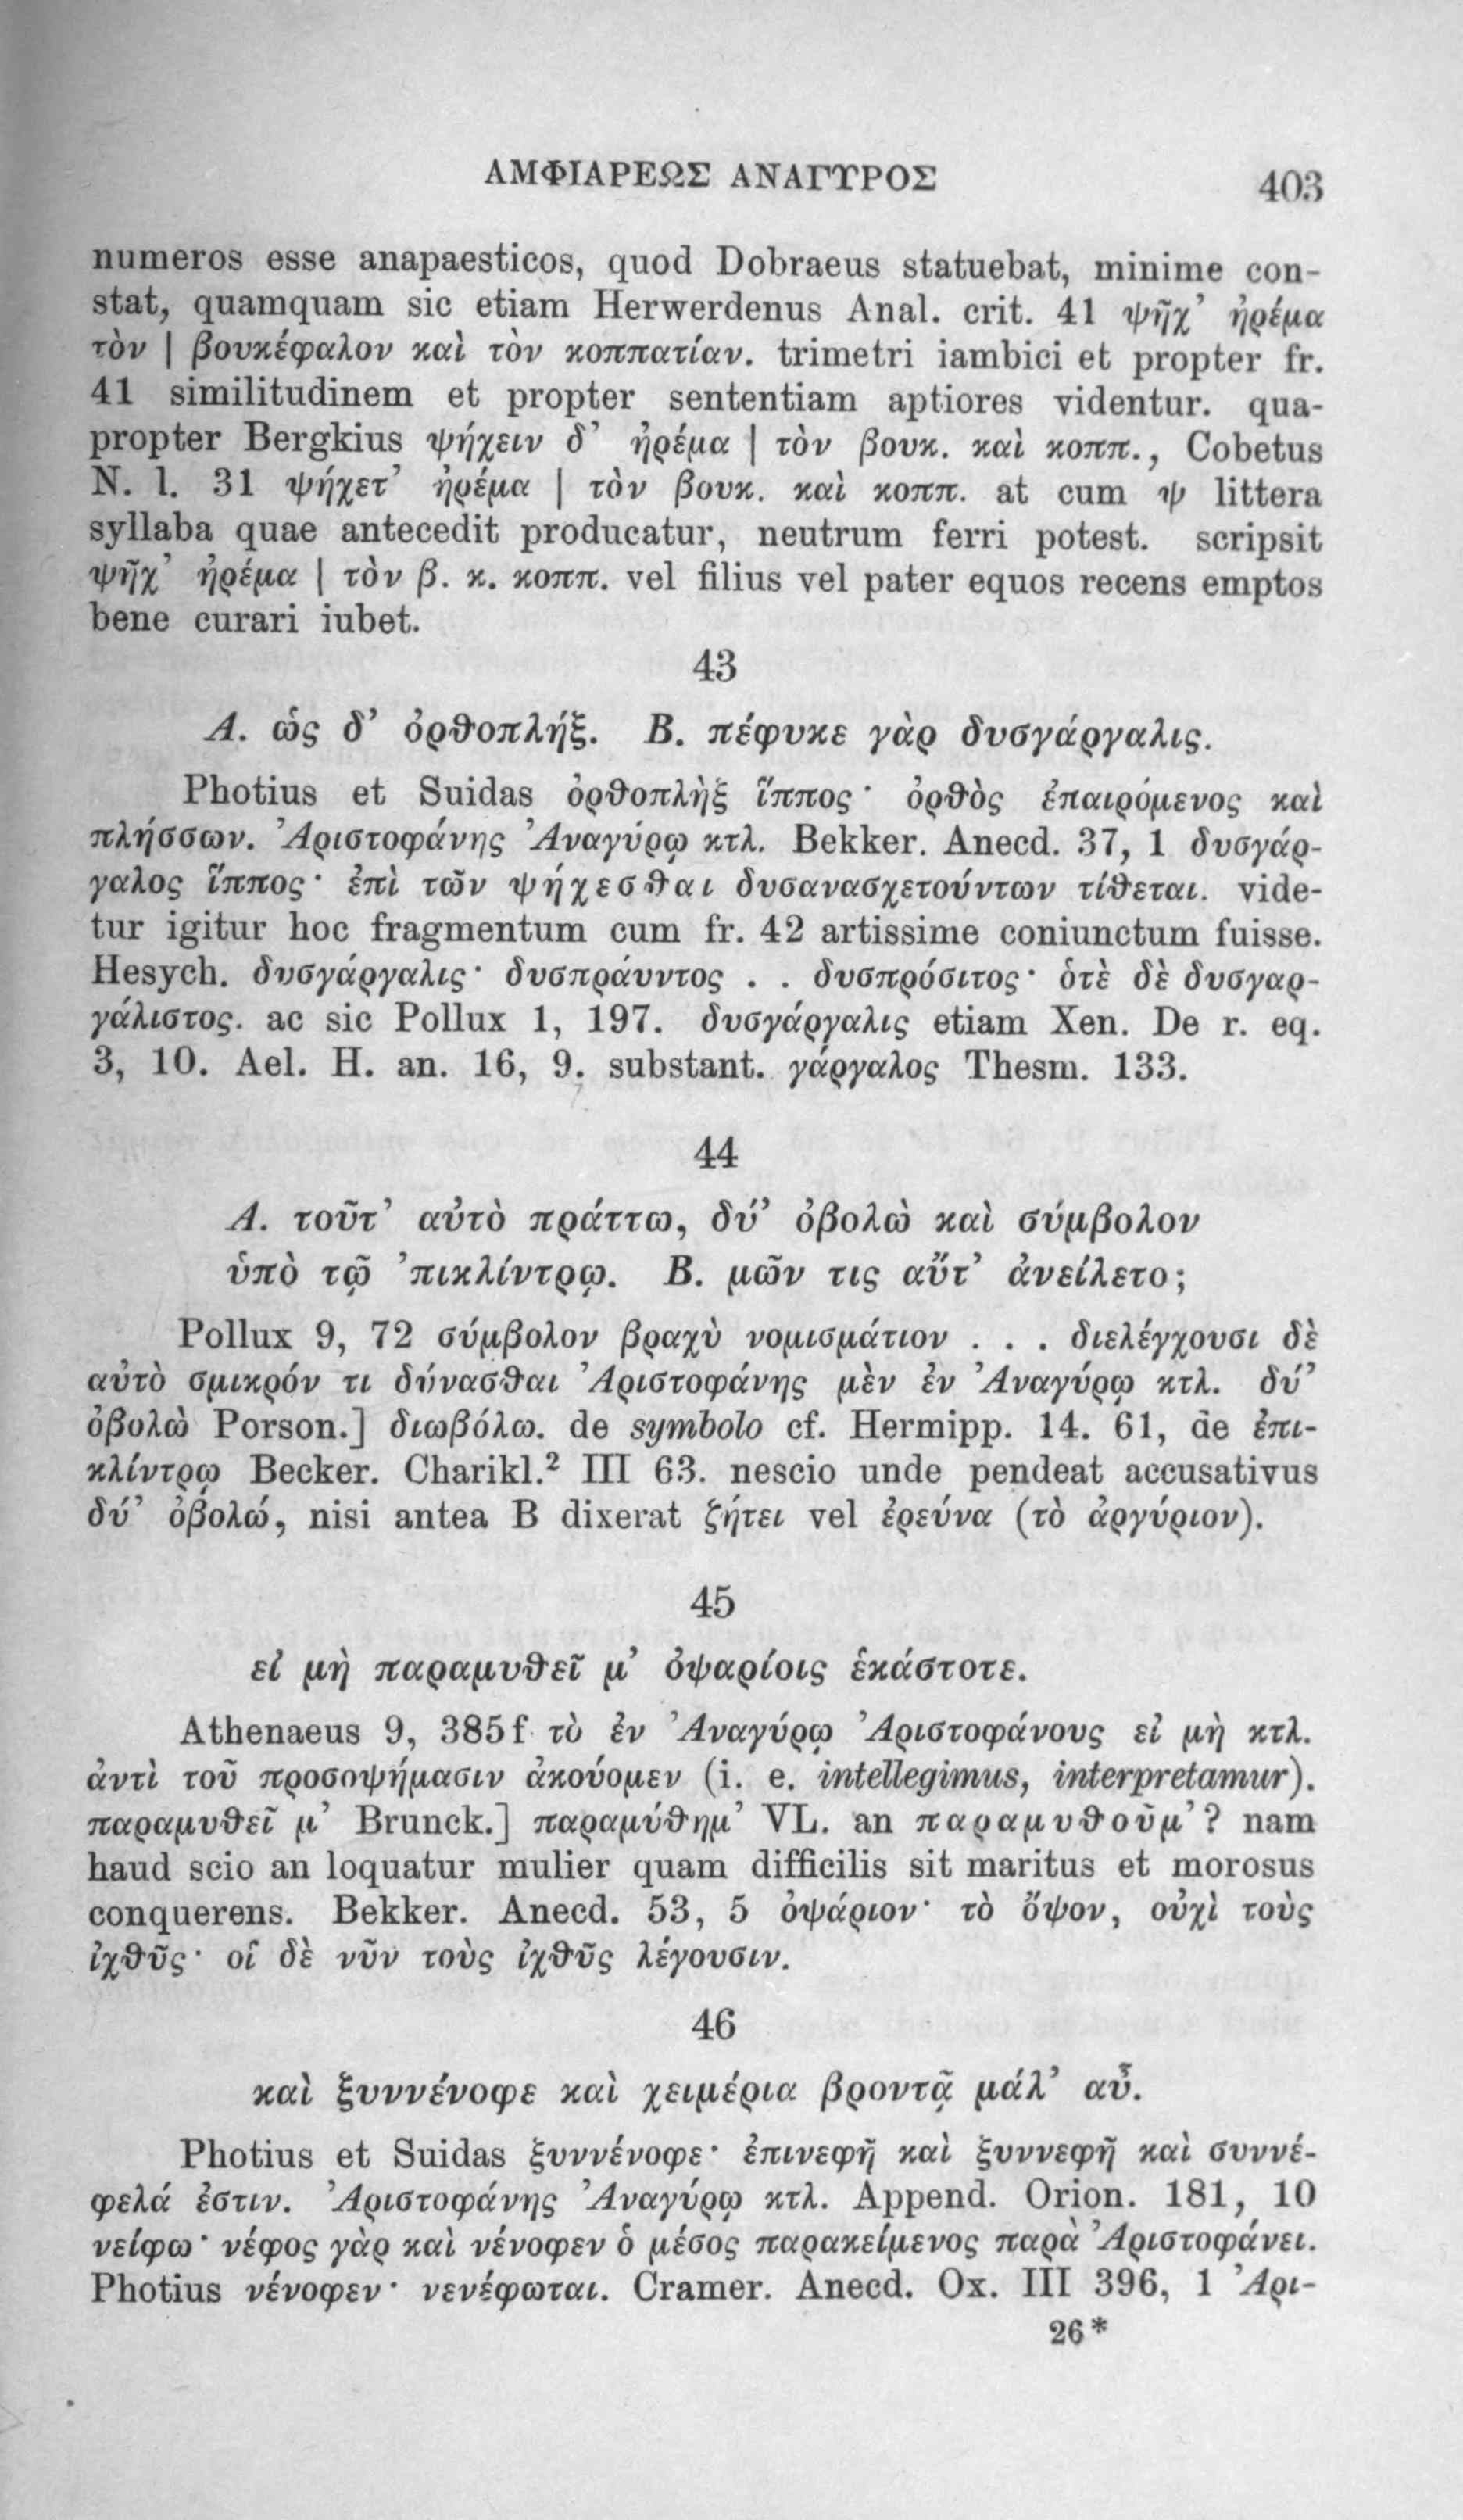 ΑΜΦΙΑΡΕΩΣ ΑΝΑΓΥΡΟΣ 403
numeros esse anapaesticos, quod Dobraeus statuebat, minime con-
stat, quamquam sic etiam Herwerdenus Anal. crit. 41 ψῆχ’ ἠρέμα
τὸν | βουκέφαλον καὶ τὸν κοππατίαν. trimetri iambici et propter fr.
41 similitudinem et propter sententiam aptiores videntur. qua-
propter Bergkius ψήχειν δ’ ἠρέμα | τὸν βουκ. καὶ κοππ., Cobetus
N. l. 31 ψήχετ’ ἠρέμα | τὸν βουκ. καὶ κοππ. at cum ψ littera
syllaba quae antecedit producatur, neutrum ferri potest. scripsit
ψῆχ’ ἠρέμα | τὸν β. κ. κοππ. vel filius vel pater equos recens emptos
bene curari iubet.
43
Α. ὡς δ’ ὀρθοπλήξ. Β. πέφυκε γὰρ δυσγάργαλις.
Photius et Suidas ὀρθοπλὴξ ἵππος· ὀρθὸς ἐπαιρόμενος καὶ
πλήσσων. Ἀριστοφάνης Ἀναγύρῳ κτλ. Bekker. Anecd. 37, 1 δυσγάρ-
γαλος ἵππος· ἐπὶ τῶν ψήχεσθαι δυσανασχετούντων τίθεται. vide-
tur igitur hoc fragmentum cum fr. 42 artissime coniunctum fuisse.
Hesych. δυσγάργαλις· δυσπράυντος . . δυσπρόσιτος· ὁτὲ δὲ δυσγαρ-
γάλιστος. ac sic Pollux 1, 197. δυσγάργαλις etiam Xen. De r. eq.
3, 10. Ael. H. an. 16, 9. substant. γάργαλος Thesm. 133.
44
Α. τοῦτ’ αὐτὸ πράττω, δύ’ ὀβολὼ καὶ σύμβολον
ὑπὸ τῷ ’πικλίντρῳ. Β. μῶν τις αὔτ’ ἀνείλετο;
Pollux 9, 72 σύμβολον βραχὺ νομισμάτιον . . . διελέγχουσι δὲ
αὐτὸ σμικρόν τι δύνασθαι Ἀριστοφάνης μὲν ἐν Ἀναγύρῳ κτλ. δύ’
ὀβολὼ Porson.] διωβόλω. de symbolo cf. Hermipp. 14. 61, de ἐπι-
κλίντρῳ Becker. Charikl.² III 63. nescio unde pendeat accusativus
δύ’ ὀβολώ, nisi antea B dixerat ζήτει vel ἐρεύνα (τὸ ἀργύριον).
45
εἰ μὴ παραμυθεῖ μ’ ὀψαρίοις ἑκάστοτε.
Athenaeus 9, 385 f τὸ ἐν Ἀναγύρῳ Ἀριστοφάνους εἰ μὴ κτλ.
ἀντὶ τοῦ προσοψήμασιν ἀκούομεν (i. e. intellegimus, interpretamur).
παραμυθεῖ μ’ Brunck.] παραμύθημ’ VL. an παραμυθοῦμ’? nam
haud scio an loquatur mulier quam difficilis sit maritus et morosus
conquerens. Bekker. Anecd. 53, 5 ὀψάριον· τὸ ὄψον, οὐχὶ τοὺς
ἰχθῦς· οἱ δὲ νῦν τοὺς ἰχθῦς λέγουσιν.
46
καὶ ξυννένοφε καὶ χειμέρια βροντᾷ μάλ’ αὖ.
Photius et Suidas ξυννένοφε· ἐπινεφῆ καὶ ξυννεφῆ καὶ συννέ-
φελά ἐστιν. Ἀριστοφάνης Ἀναγύρῳ κτλ. Append. Orion. 181, 10
νείφω· νέφος γὰρ καὶ νένοφεν ὁ μέσος παρακείμενος παρὰ Ἀριστοφάνει.
Photius νένοφεν· νενέφωται. Cramer. Anecd. Ox. III 396, 1 Ἀρι-
26*